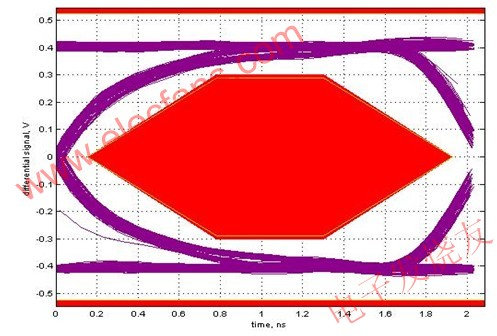 0.5
0.4
0.3
0.2
0.1
0
-0.1
-0.2
-0.3
-0.4
-0.5
differential signal, V
0 0.2 0.4 0.6 0.8 1 1.2 1.4 1.6 1.8 2
time, ns
www.elecfans.com
电子发烧友